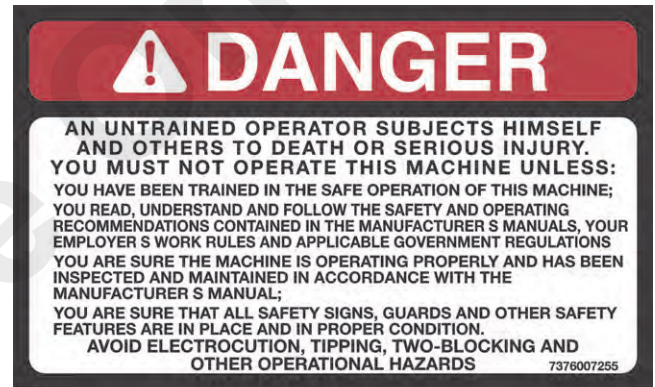 DANGER
AN UNTRAINED OPERATOR SUBJECTS HIMSELF
AND OTHERS TO DEATH OR SERIOUS INJURY.
YOU MUST NOT OPERATE THIS MACHINE UNLESS:
YOU HAVE BEEN TRAINED IN THE SAFE OPERATION OF THIS MACHINE;
YOU READ, UNDERSTAND AND FOLLOW THE SAFETY AND OPERATING
RECOMMENDATIONS CONTAINED IN THE MANUFACTURER S MANUALS, YOUR
EMPLOYER S WORK RULES AND APPLICABLE GOVERNMENT REGULATIONS
YOU ARE SURE THE MACHINE IS OPERATING PROPERLY AND HAS BEEN
INSPECTED AND MAINTAINED IN ACCORDANCE WITH THE
MANUFACTURER S MANUAL;
YOU ARE SURE THAT ALL SAFETY SIGNS, GUARDS AND OTHER SAFETY
FEATURES ARE IN PLACE AND IN PROPER CONDITION.
AVOID ELECTROCUTION, TIPPING, TWO-BLOCKING AND
OTHER OPERATIONAL HAZARDS 7376007255